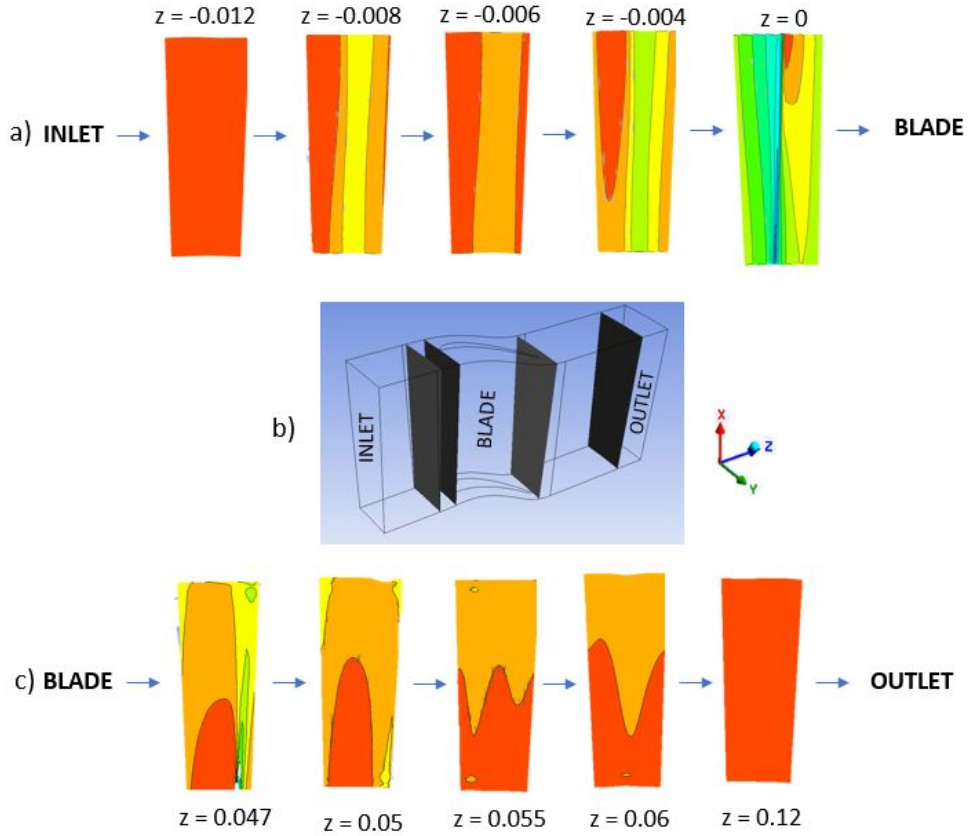 z = -0.012
z = -0.008
z = -0.006
z = -0.004
z = 0
a) INLET
BLADE
b)
INLET
BLADE
OUTLET
X
Z
Y
c) BLADE
OUTLET
z = 0.047
z = 0.05
z = 0.055
z = 0.06
z = 0.12